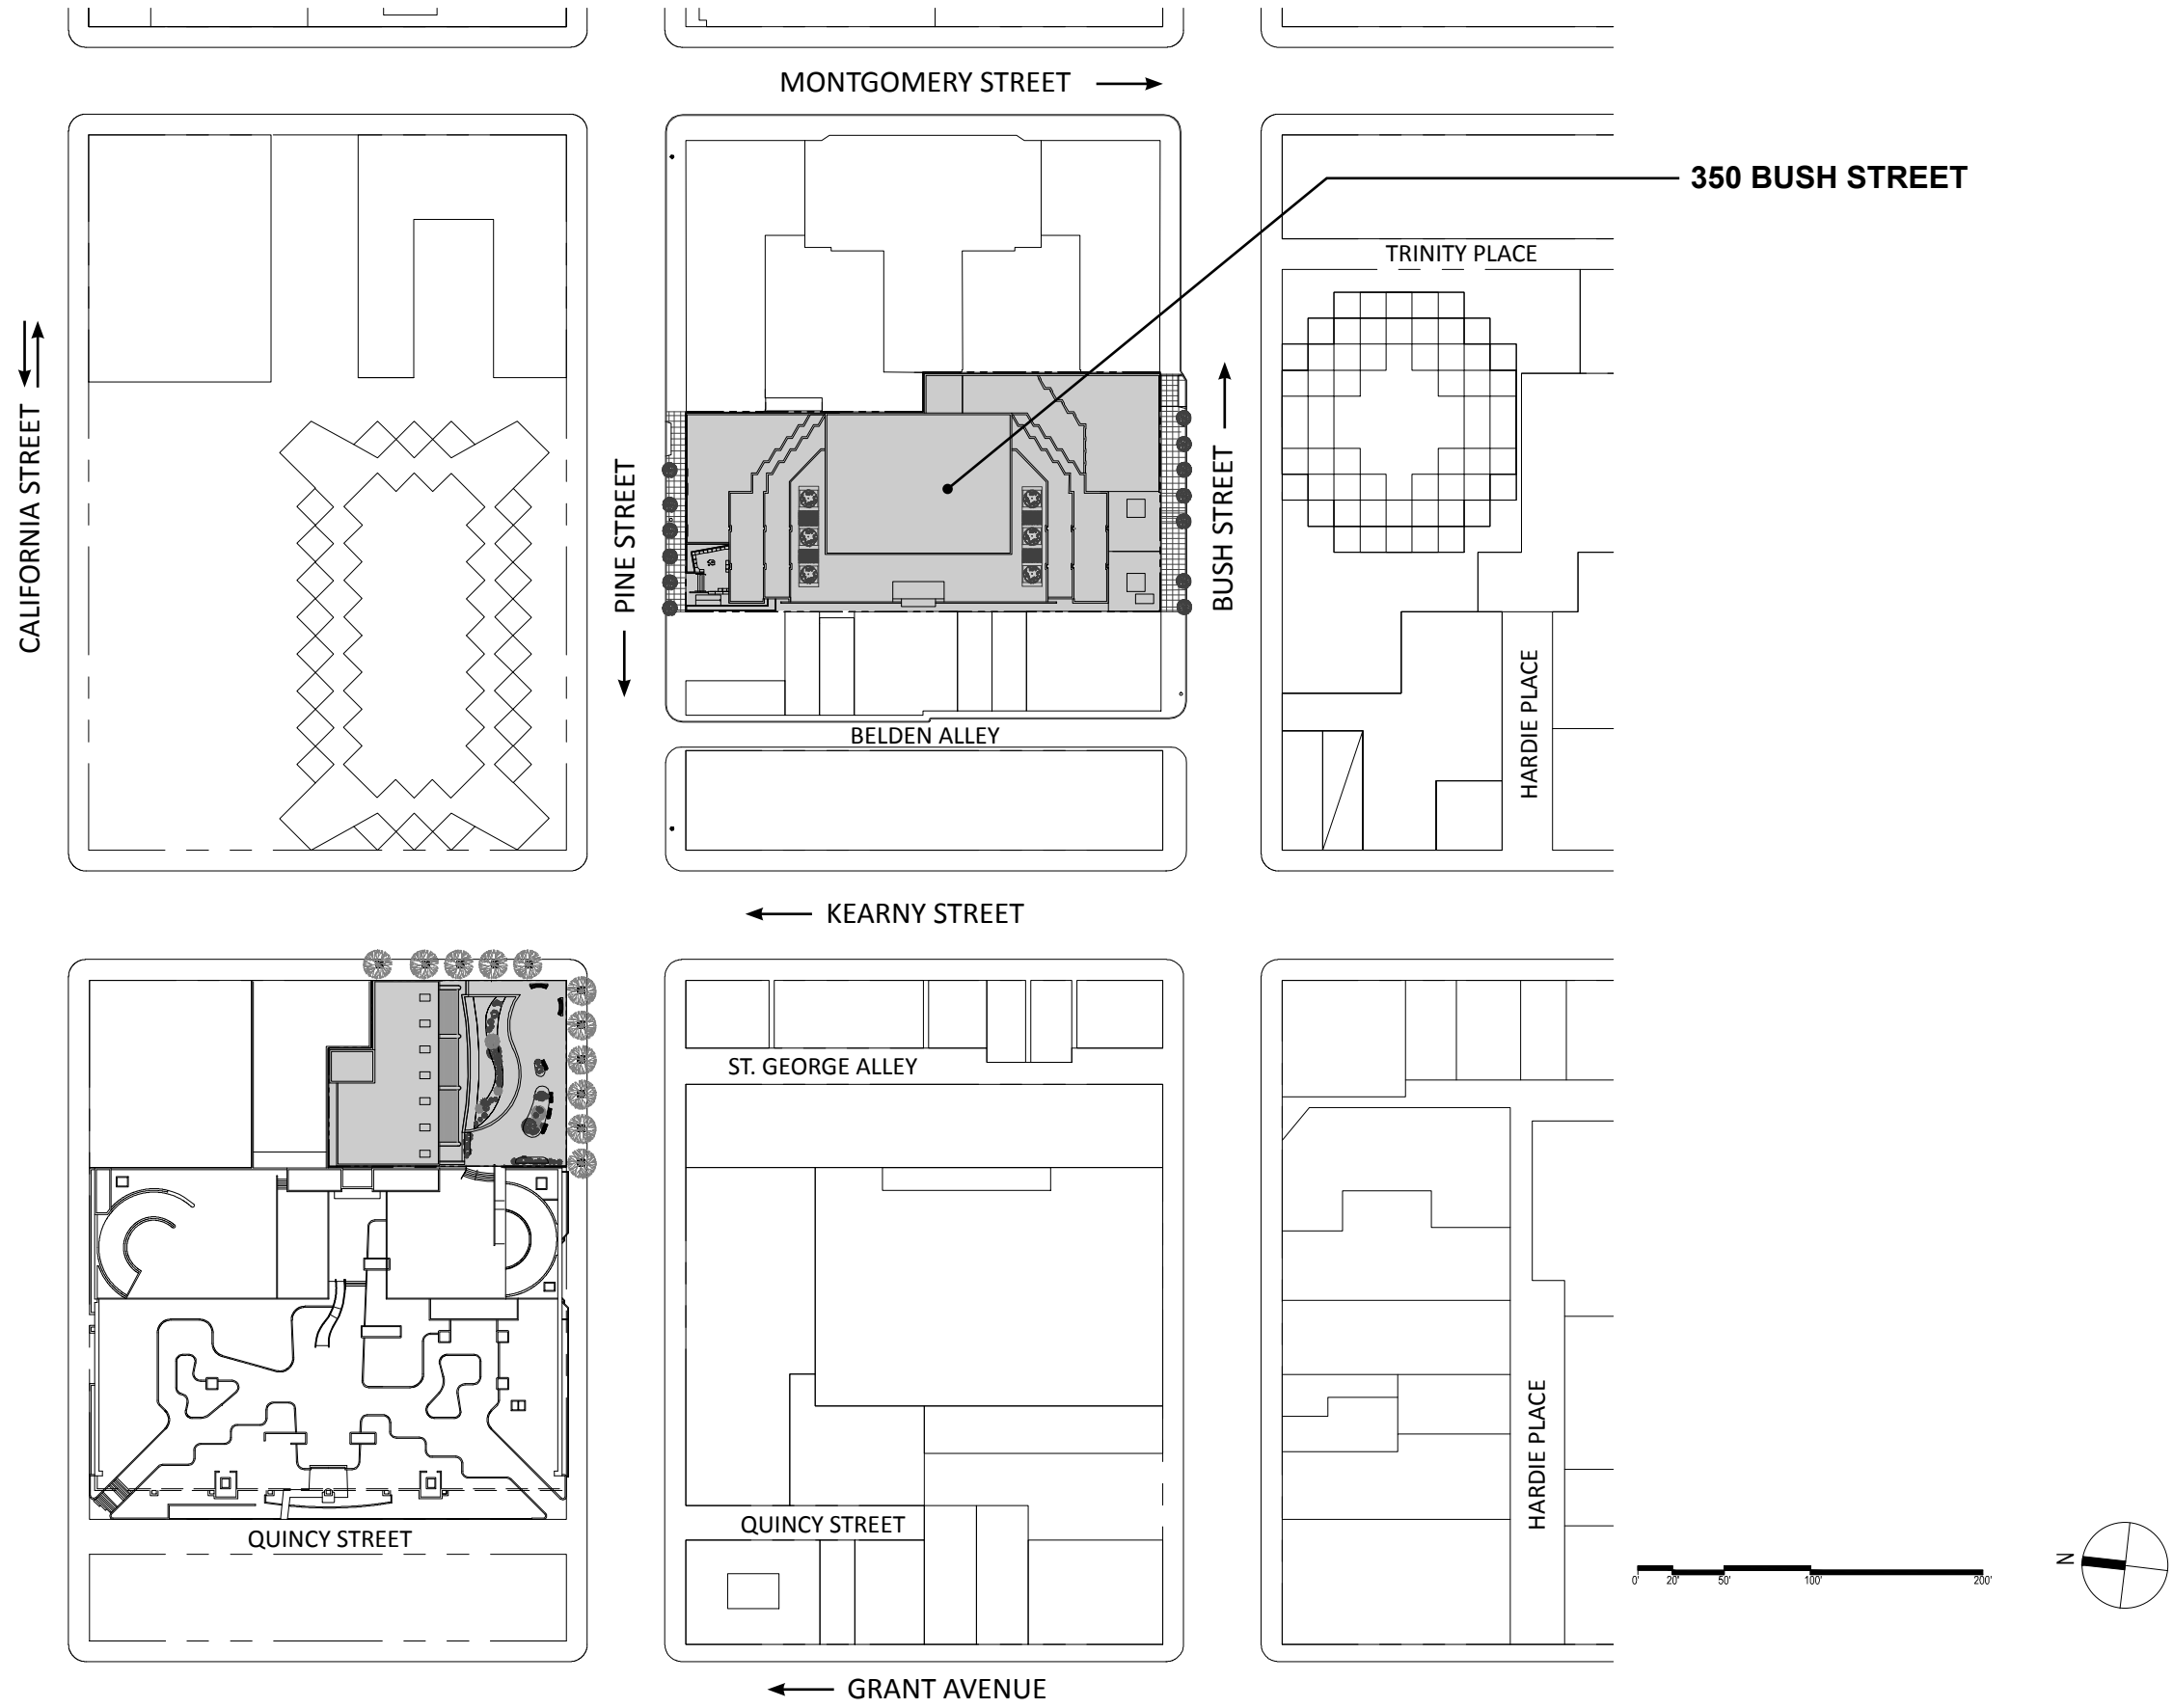 MONTGOMERY STREET
350 BUSH STREET
TRINITY PLACE
CALIFORNIA STREET
PINE STREET
BUSH STREET
HARDIE PLACE
BELDEN ALLEY
KEARNY STREET
ST. GEORGE ALLEY
HARDIE PLACE
QUINCY STREET
QUINCY STREET
N
0' 20' 50' 100' 200'
GRANT AVENUE